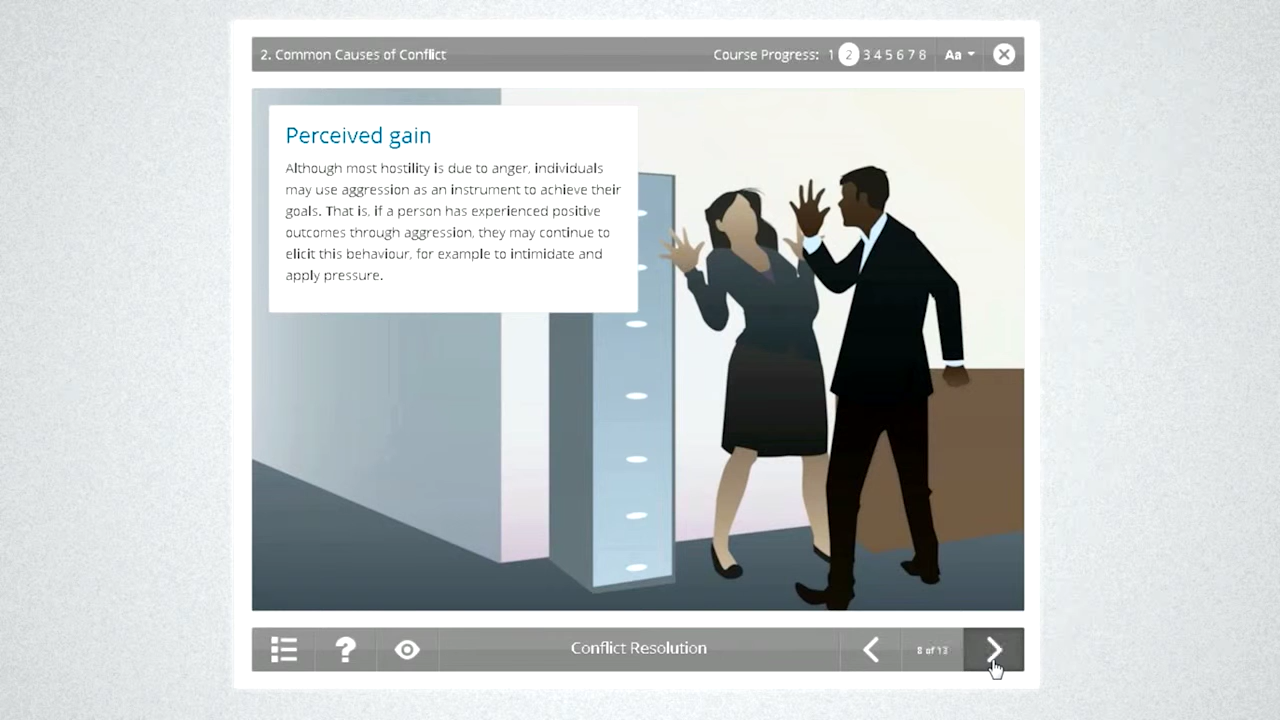 2. Common Causes of Conflict
Course Progress: 1 2 3 4 5 6 7 8
Aa
Perceived gain
Although most hostility is due to anger, individuals
may use aggression as an instrument to achieve their
goals. That is, if a person has experienced positive
outcomes through aggression, they may continue to
elicit this behaviour, for example to intimidate and
apply pressure.
?
Conflict Resolution
8 of 13